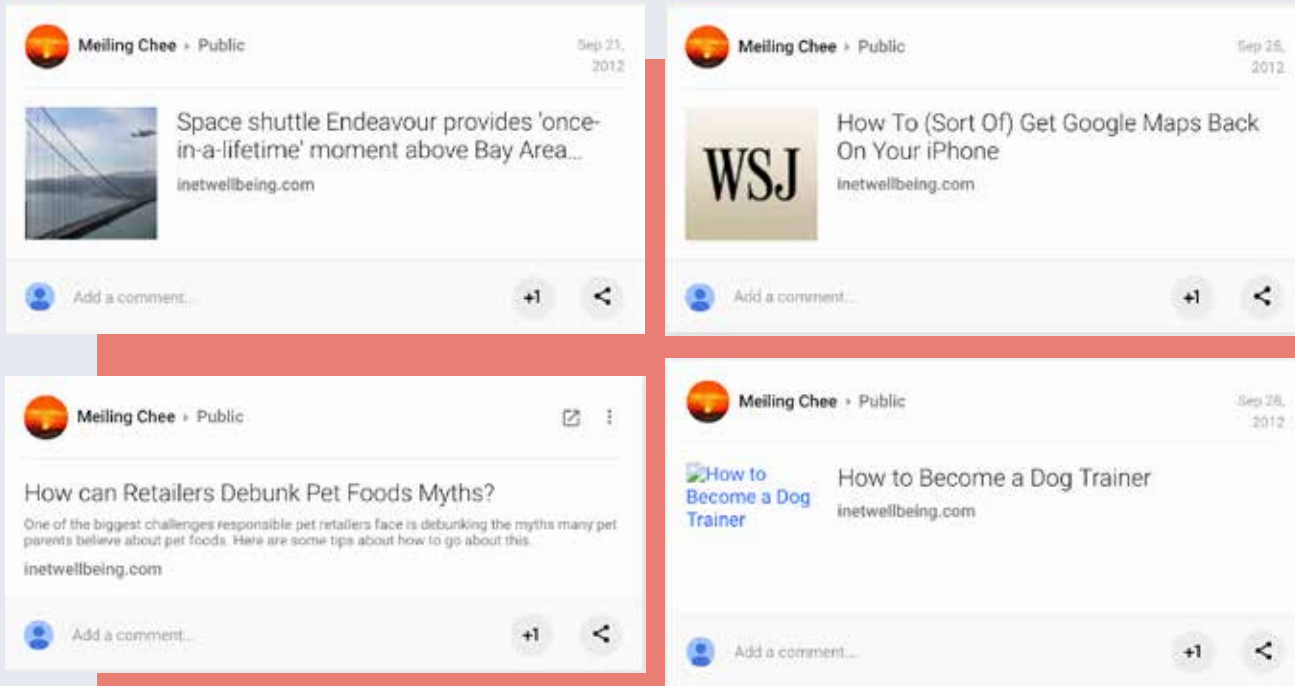 Meiling Chee ▸ Public
Sep 21,
2012
Space shuttle Endeavour provides 'once-
in-a-lifetime' moment above Bay Area...
inetwellbeing.com
Add a comment...
+1
Meiling Chee ▸ Public
Sep 28,
2012
WSJ
How To (Sort Of) Get Google Maps Back
On Your iPhone
inetwellbeing.com
Add a comment...
+1
Meiling Chee ▸ Public
How can Retailers Debunk Pet Foods Myths?
One of the biggest challenges responsible pet retailers face is debunking the myths many pet
parents believe about pet foods. Here are some tips about how to go about this.
inetwellbeing.com
Add a comment...
+1
Meiling Chee ▸ Public
Sep 28,
2012
How to
Become a Dog
Trainer
How to Become a Dog Trainer
inetwellbeing.com
Add a comment...
+1